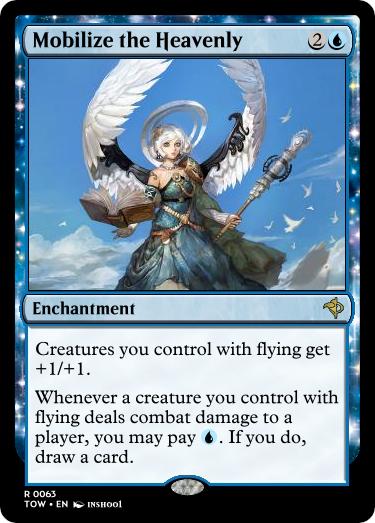 Mobilize the Heavenly 2
Enchantment
Creatures you control with flying get
+1/+1.
Whenever a creature you control with
flying deals combat damage to a
player, you may pay . If you do,
draw a card.
R 0063
TOW • EN inshool